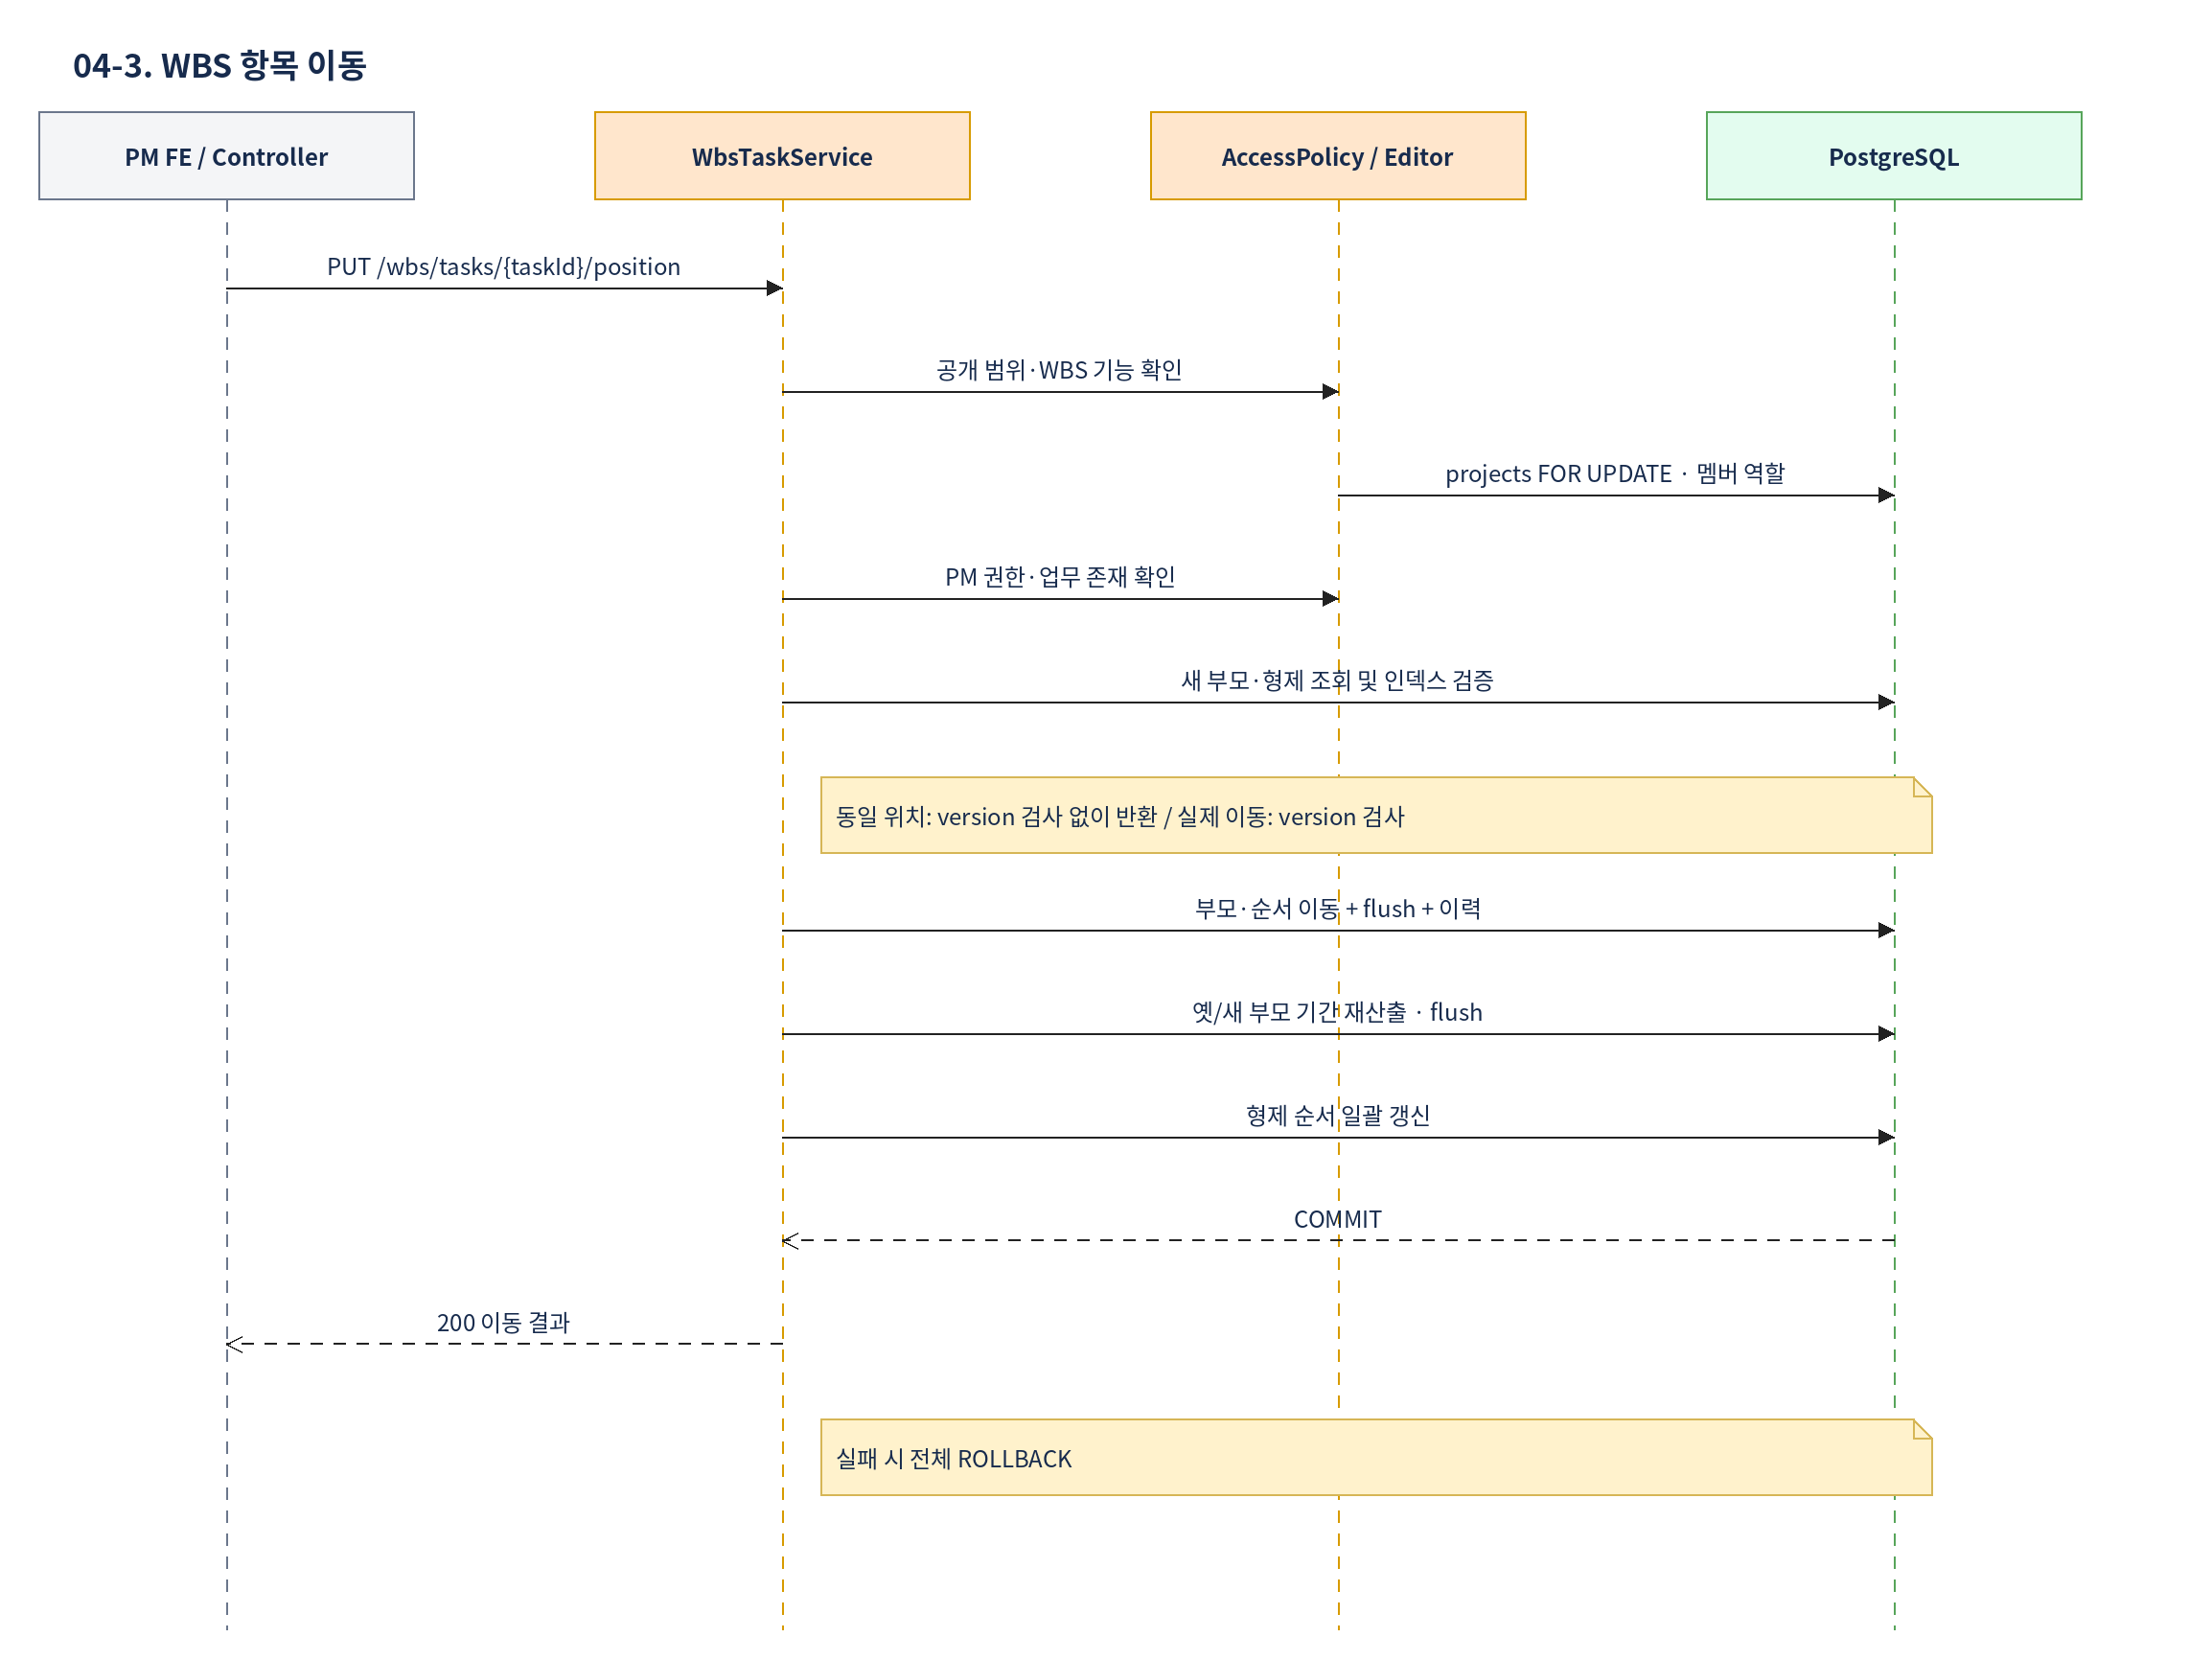 04-3. WBS 항목 이동
PM FE / Controller
WbsTaskService
AccessPolicy / Editor
PostgreSQL
PUT /wbs/tasks/{taskId}/position
공개 범위·WBS 기능 확인
projects FOR UPDATE · 멤버 역할
PM 권한·업무 존재 확인
새 부모·형제 조회 및 인덱스 검증
동일 위치: version 검사 없이 반환 / 실제 이동: version 검사
부모·순서 이동 + flush + 이력
옛/새 부모 기간 재산출 · flush
형제 순서 일괄 갱신
COMMIT
200 이동 결과
실패 시 전체 ROLLBACK